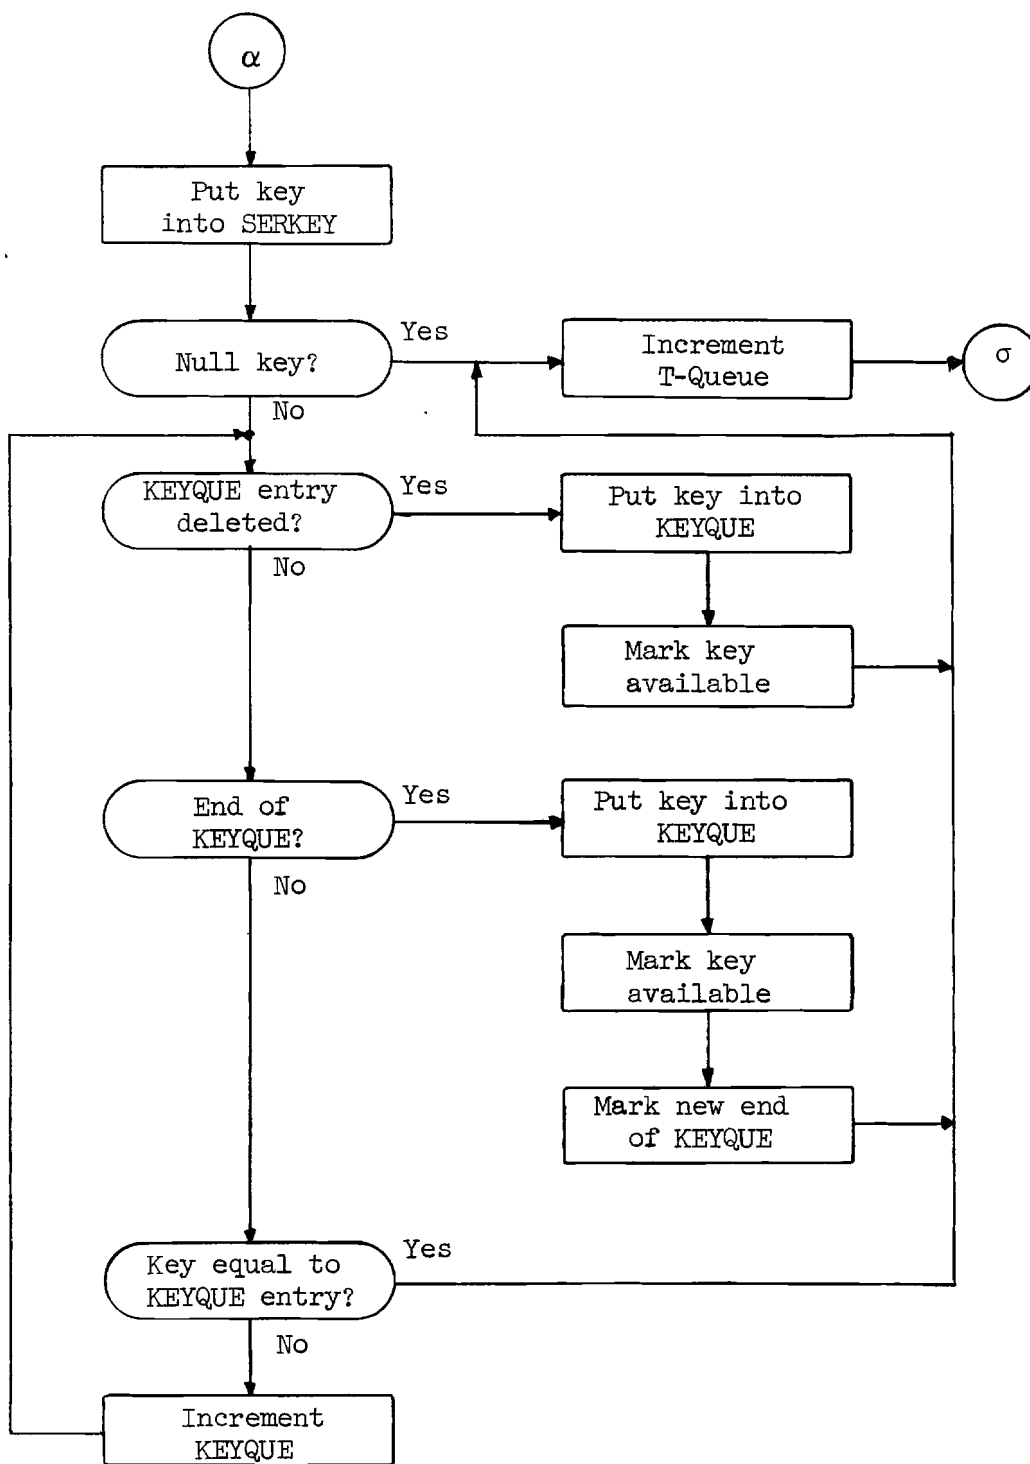 α
Put key
into SERKEY
Null key?
Yes
Increment
T-Queue
σ
No
KEYQUE entry
deleted?
Yes
Put key into
KEYQUE
No
Mark key
available
End of
KEYQUE?
Yes
Put key into
KEYQUE
No
Mark key
available
Mark new end
of KEYQUE
Key equal to
KEYQUE entry?
Yes
No
Increment
KEYQUE